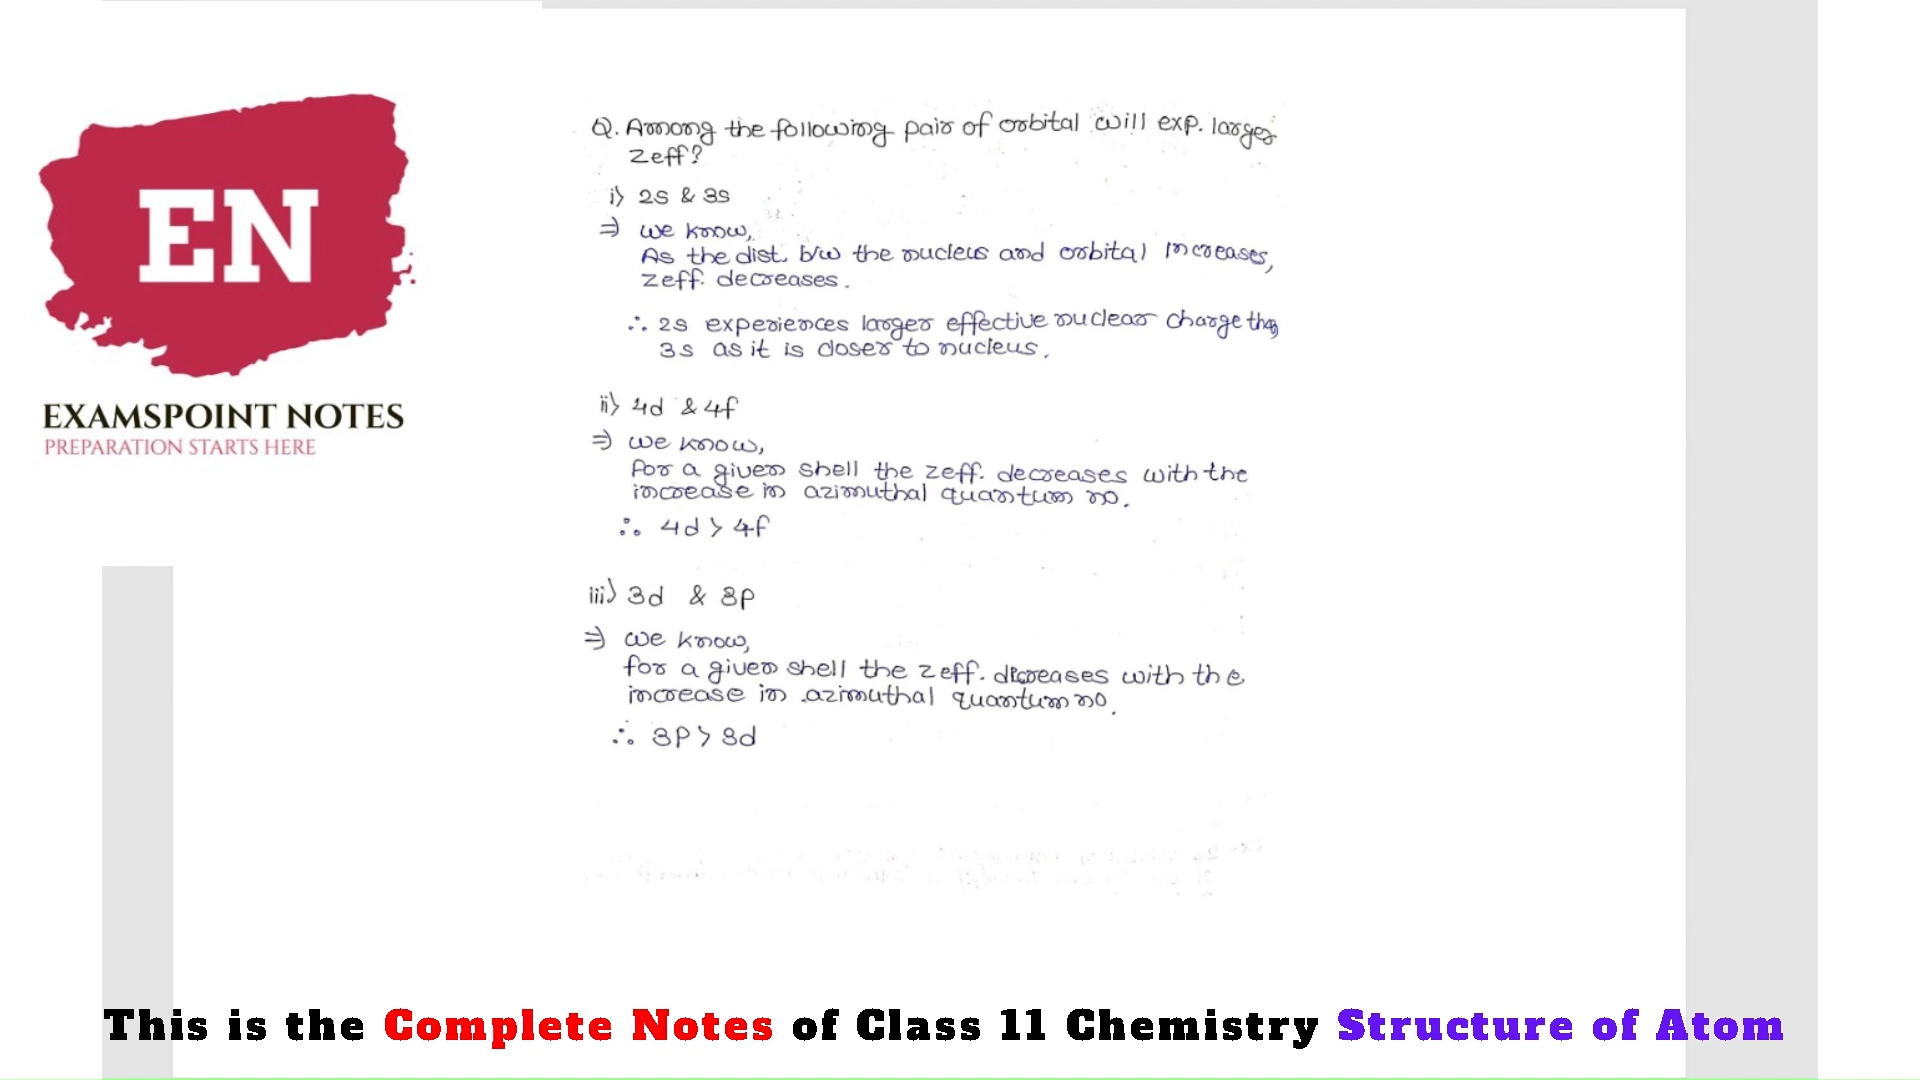 EN
EXAMSPOINT NOTES
PREPARATION STARTS HERE
Q. Among the following pair of orbital will exp. larger
Zeff?
i) 2s & 3s
⇒ we know,
As the dist. b/w the nucleus and orbital increases,
zeff. decreases.
∴ 2s experiences larger effective nuclear charge than
3s as it is closer to nucleus.
ii) 4d & 4f
⇒ we know,
For a given shell the zeff. decreases with the
increase in azimuthal quantum no.
∴ 4d > 4f
iii) 3d & 3p
⇒ we know,
for a given shell the zeff. decreases with the
increase in azimuthal quantum no.
∴ 3p > 3d
This is the Complete Notes of Class 11 Chemistry Structure of Atom